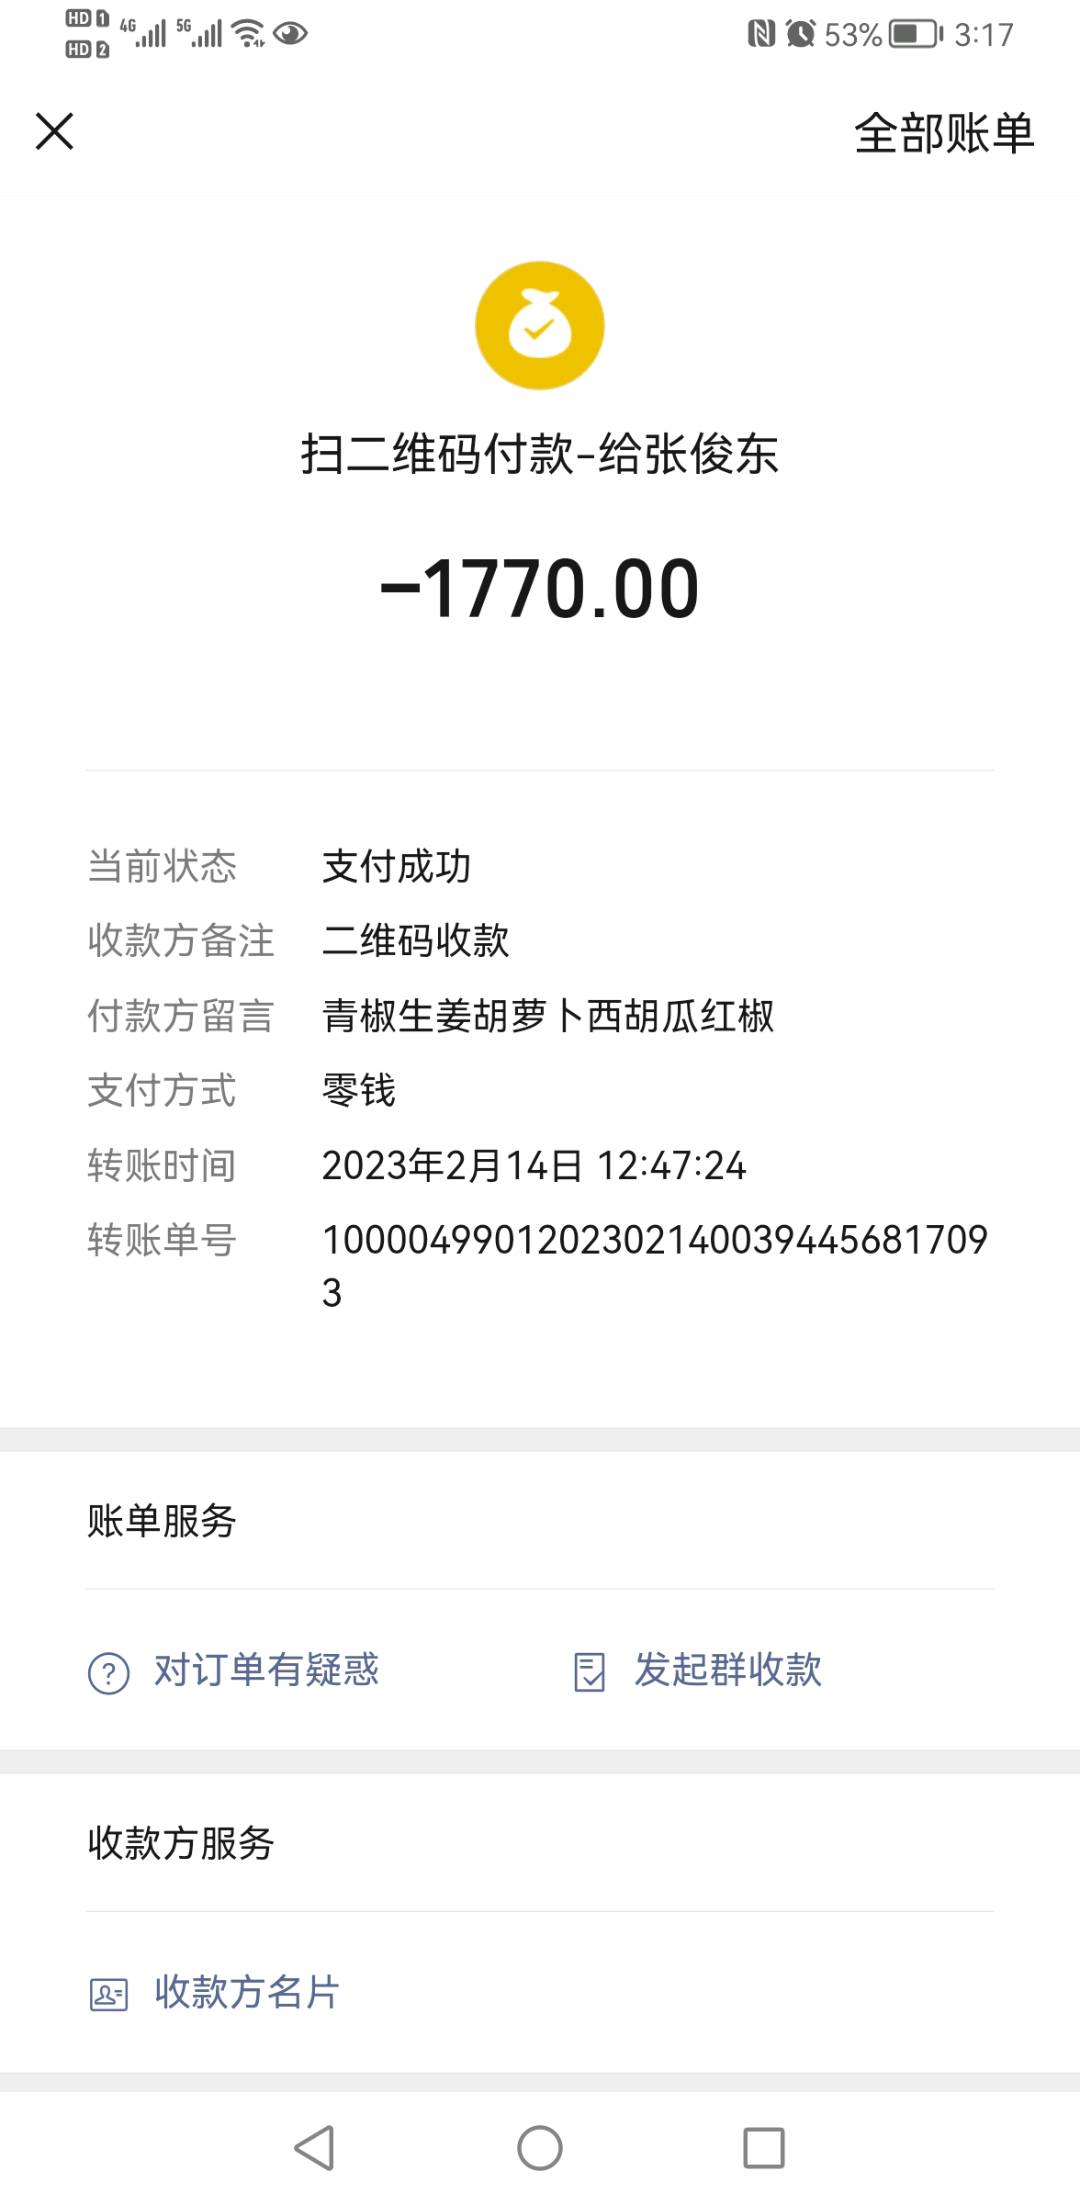 HD 1 4G 5G
HD 2
53% 3:17
全部账单
扫二维码付款-给张俊东
-1770.00
当前状态 支付成功
收款方备注 二维码收款
付款方留言 青椒生姜胡萝卜西胡瓜红椒
支付方式 零钱
转账时间 2023年2月14日 12:47:24
转账单号 100004990120230214003944568170­9
3
账单服务
对订单有疑惑 发起群收款
收款方服务
收款方名片